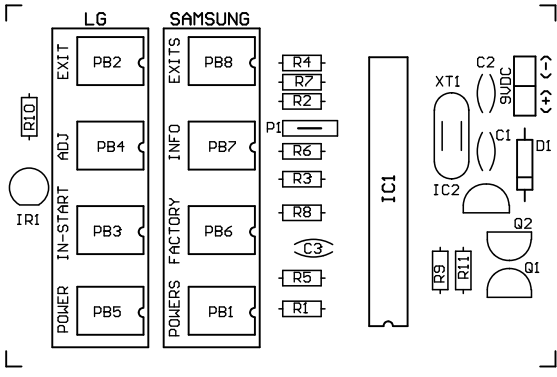 LG
SAMSUNG
EXIT
PB2
EXITS
PB8
R4
R7
R2
P1
R6
R3
R8
C3
R5
R1
R10
IR1
ADJ
PB4
INFO
PB7
IN-START
PB3
FACTORY
PB6
POWER
PB5
POWERS
PB1
IC1
XT1
C2
9VDC
(-)
(+)
C1
D1
IC2
Q2
Q1
R9
R11